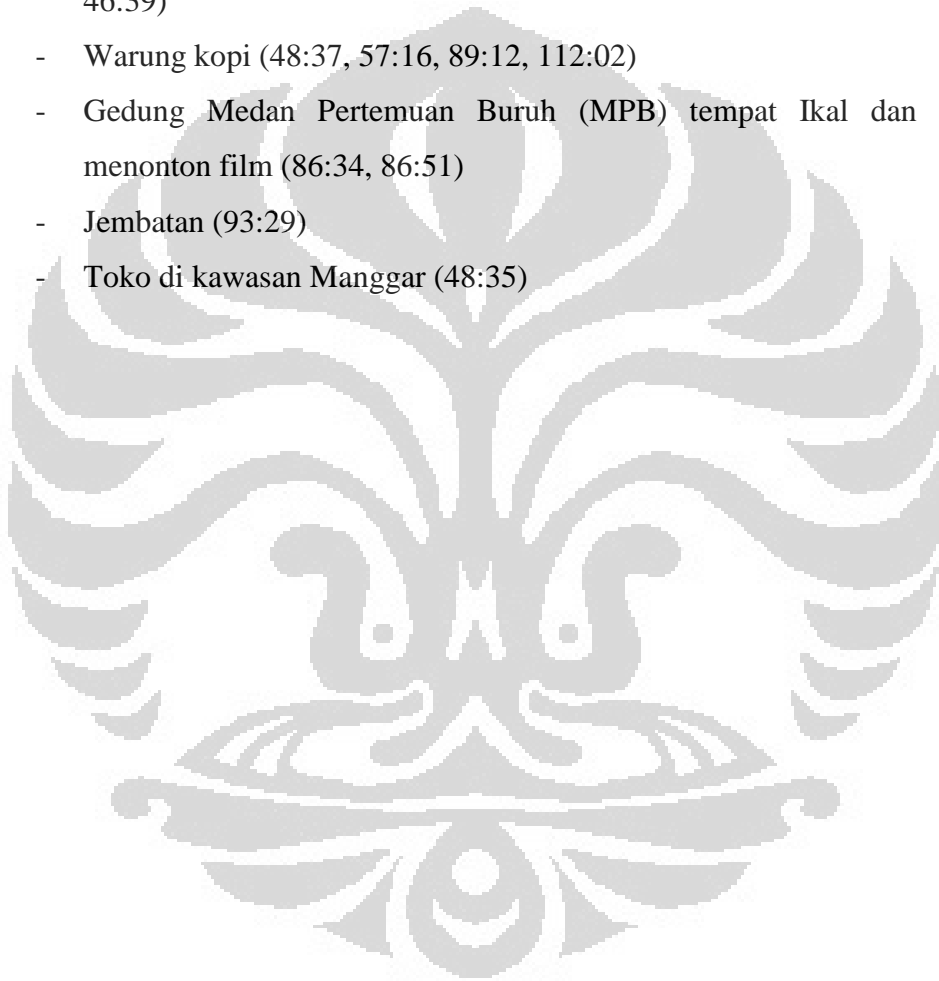 46:39)
- Warung kopi (48:37, 57:16, 89:12, 112:02)
- Gedung Medan Pertemuan Buruh (MPB) tempat Ikal dan
menonton film (86:34, 86:51)
- Jembatan (93:29)
- Toko di kawasan Manggar (48:35)